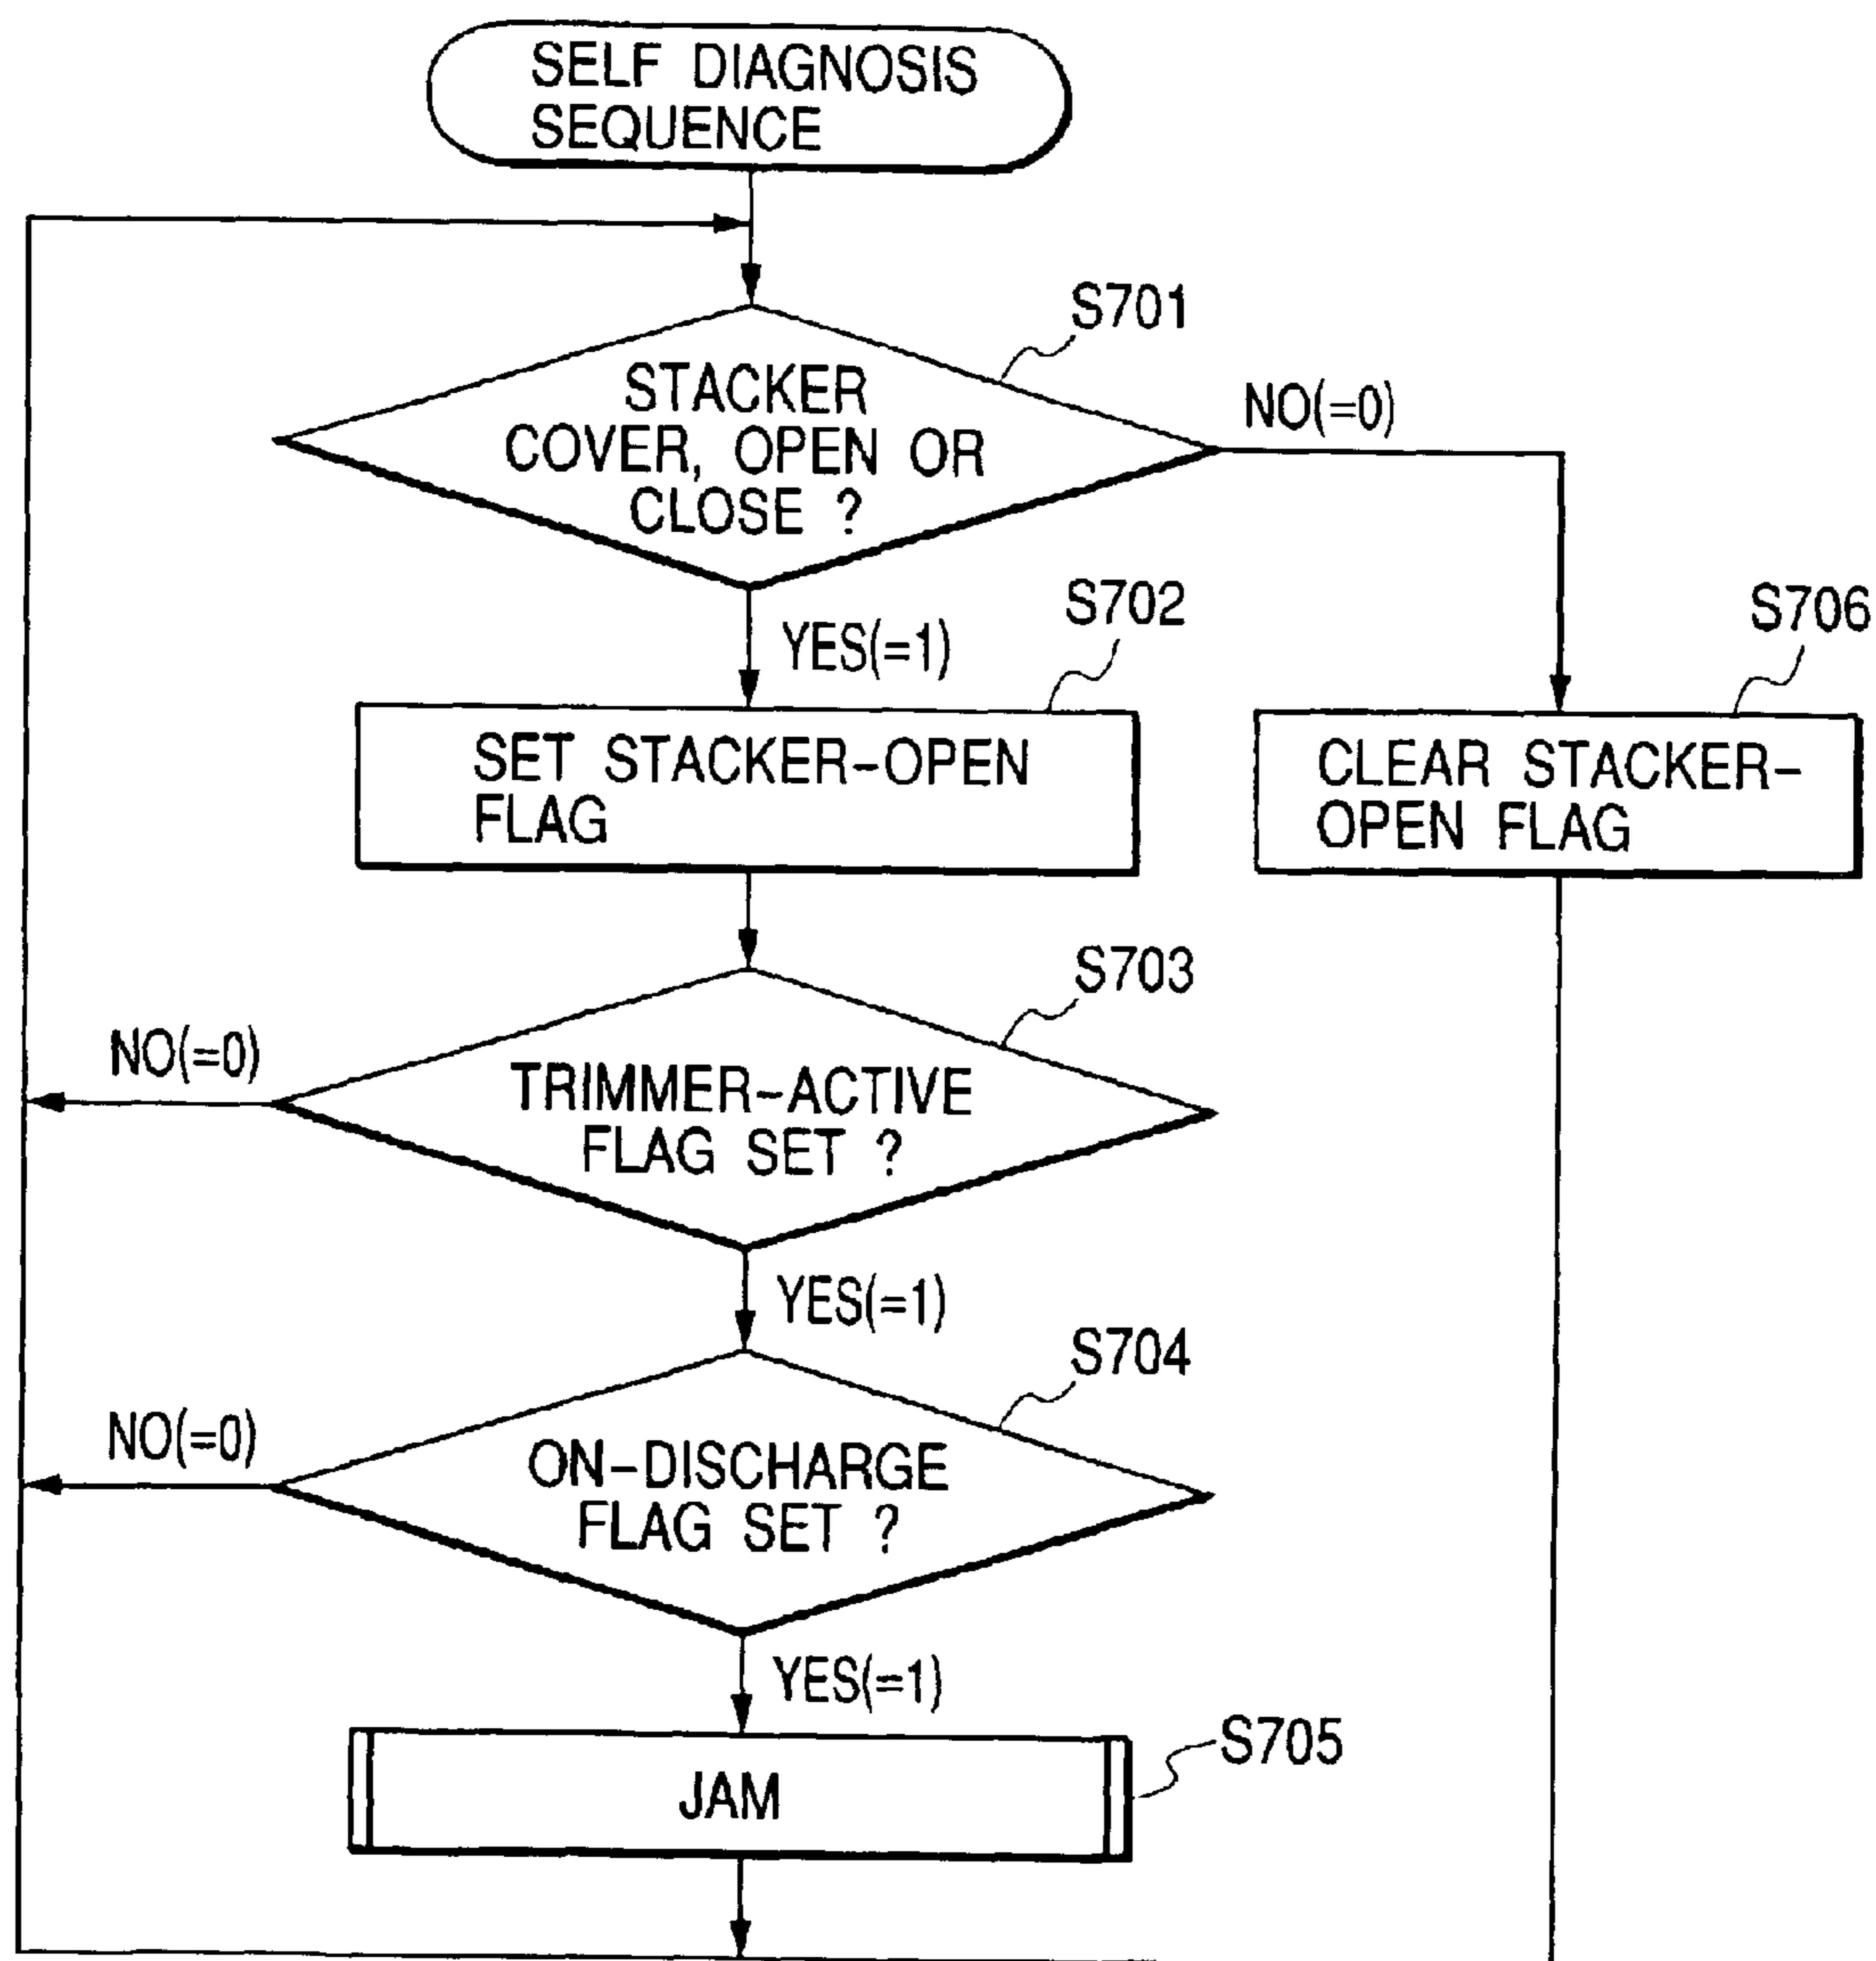 SELF DIAGNOSIS
SEQUENCE
S701
STACKER
COVER, OPEN OR
CLOSE ?
NO(=0)
YES(=1)
S702
SET STACKER-OPEN
FLAG
S706
CLEAR STACKER-
OPEN FLAG
S703
TRIMMER-ACTIVE
FLAG SET ?
NO(=0)
YES(=1)
S704
ON-DISCHARGE
FLAG SET ?
NO(=0)
YES(=1)
JAM
S705